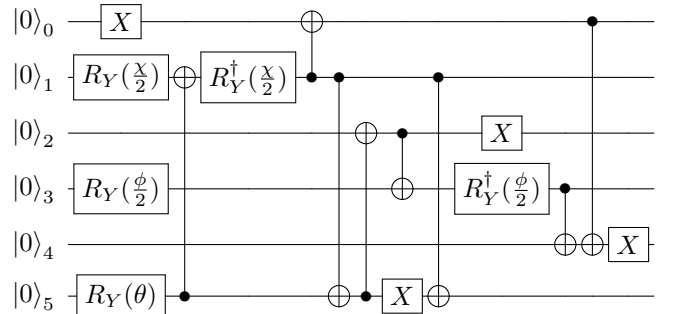 |0⟩₀ X
|0⟩₁ R_Y(χ/2) R_Y†(χ/2)
|0⟩₂ X
|0⟩₃ R_Y(ϕ/2) R_Y†(ϕ/2)
|0⟩₄ X
|0⟩₅ R_Y(θ) X